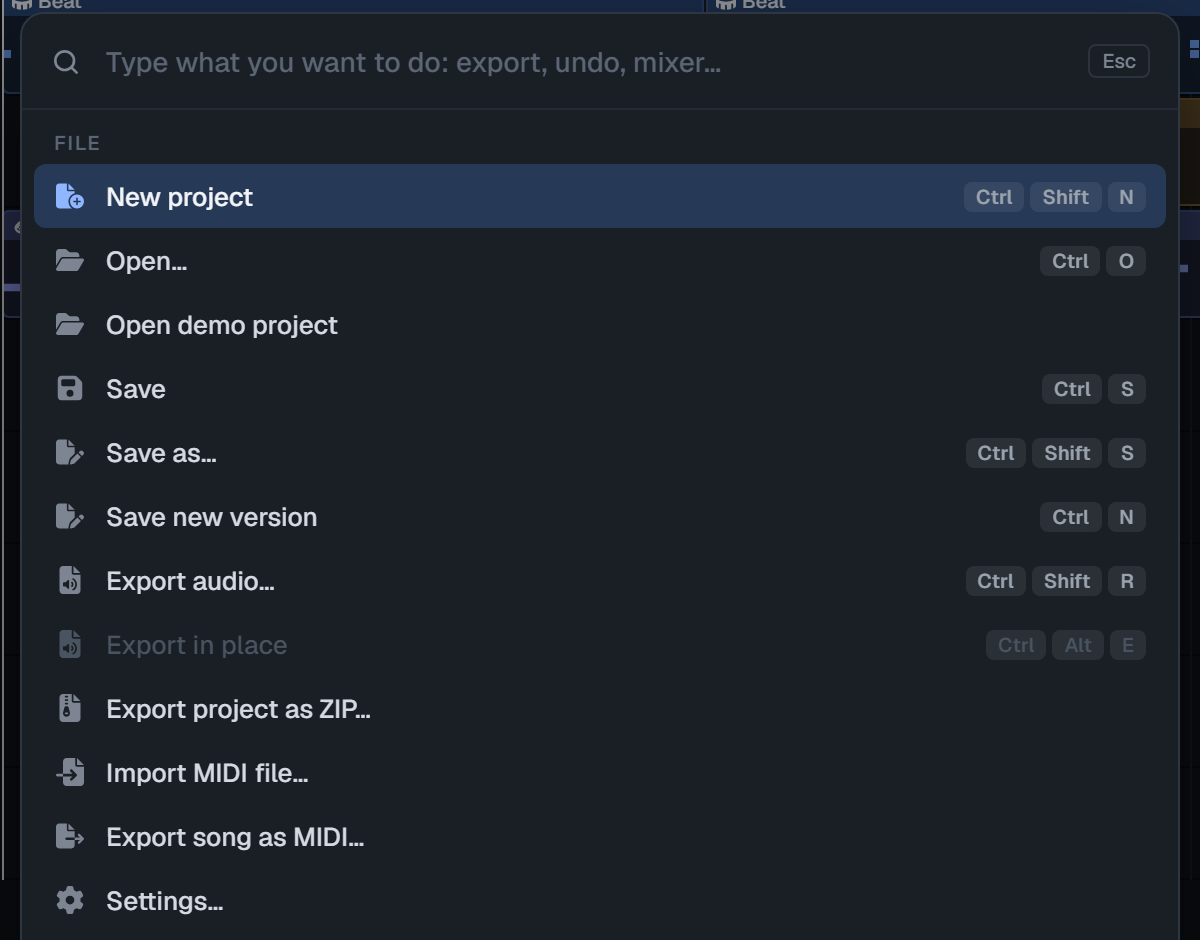 Beat Beat
Type what you want to do: export, undo, mixer... Esc
FILE
New project Ctrl Shift N
Open... Ctrl O
Open demo project
Save Ctrl S
Save as... Ctrl Shift S
Save new version Ctrl N
Export audio... Ctrl Shift R
Export in place Ctrl Alt E
Export project as ZIP...
Import MIDI file...
Export song as MIDI...
Settings...